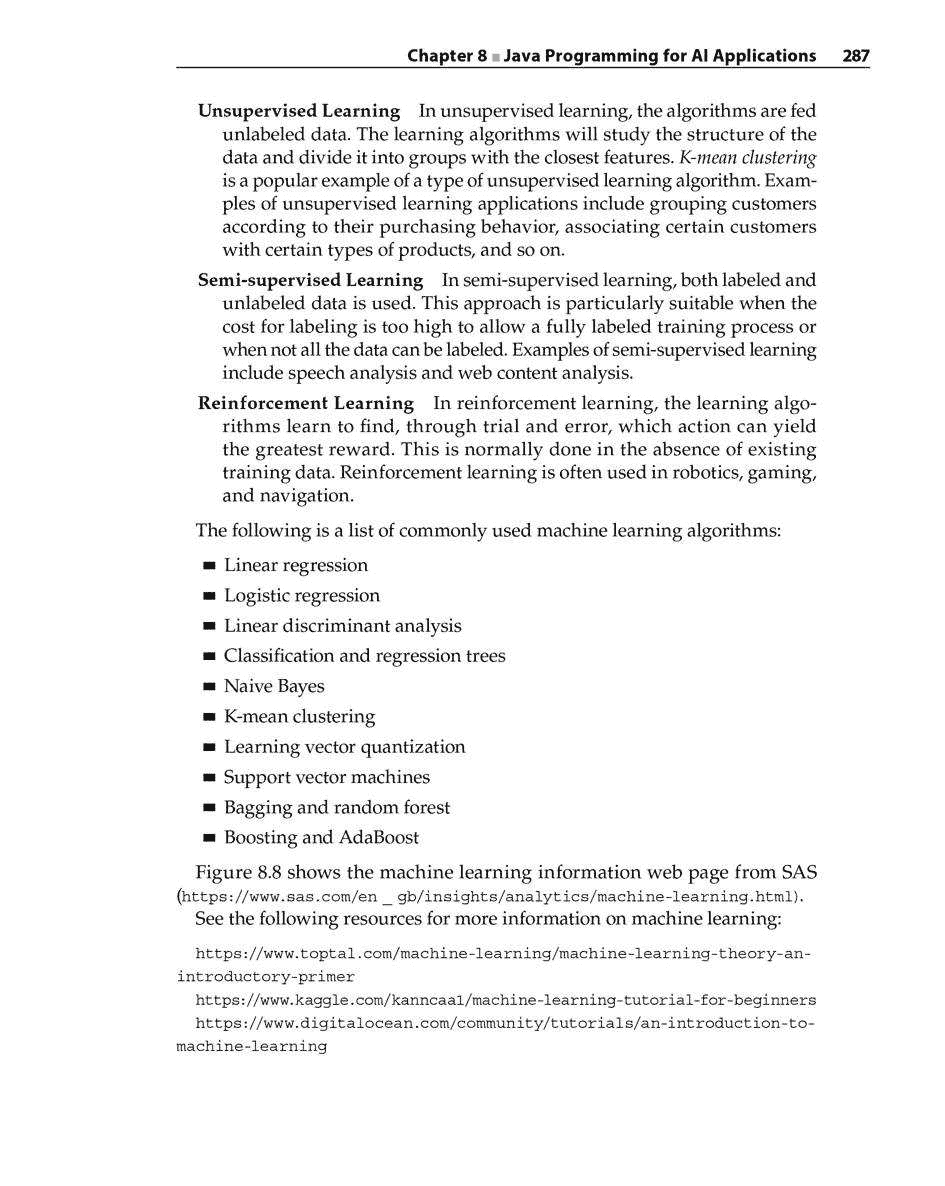 Chapter 8 ■ Java Programming for AI Applications 287
Unsupervised Learning In unsupervised learning, the algorithms are fed
unlabeled data. The learning algorithms will study the structure of the
data and divide it into groups with the closest features. K-mean clustering
is a popular example of a type of unsupervised learning algorithm. Exam-
ples of unsupervised learning applications include grouping customers
according to their purchasing behavior, associating certain customers
with certain types of products, and so on.
Semi-supervised Learning In semi-supervised learning, both labeled and
unlabeled data is used. This approach is particularly suitable when the
cost for labeling is too high to allow a fully labeled training process or
when not all the data can be labeled. Examples of semi-supervised learning
include speech analysis and web content analysis.
Reinforcement Learning In reinforcement learning, the learning algo-
rithms learn to find, through trial and error, which action can yield
the greatest reward. This is normally done in the absence of existing
training data. Reinforcement learning is often used in robotics, gaming,
and navigation.
The following is a list of commonly used machine learning algorithms:
■ Linear regression
■ Logistic regression
■ Linear discriminant analysis
■ Classification and regression trees
■ Naive Bayes
■ K-mean clustering
■ Learning vector quantization
■ Support vector machines
■ Bagging and random forest
■ Boosting and AdaBoost
Figure 8.8 shows the machine learning information web page from SAS
(https://www.sas.com/en _ gb/insights/analytics/machine-learning.html).
See the following resources for more information on machine learning:
https://www.toptal.com/machine-learning/machine-learning-theory-an-
introductory-primer
https://www.kaggle.com/kanncaa1/machine-learning-tutorial-for-beginners
https://www.digitalocean.com/community/tutorials/an-introduction-to-
machine-learning